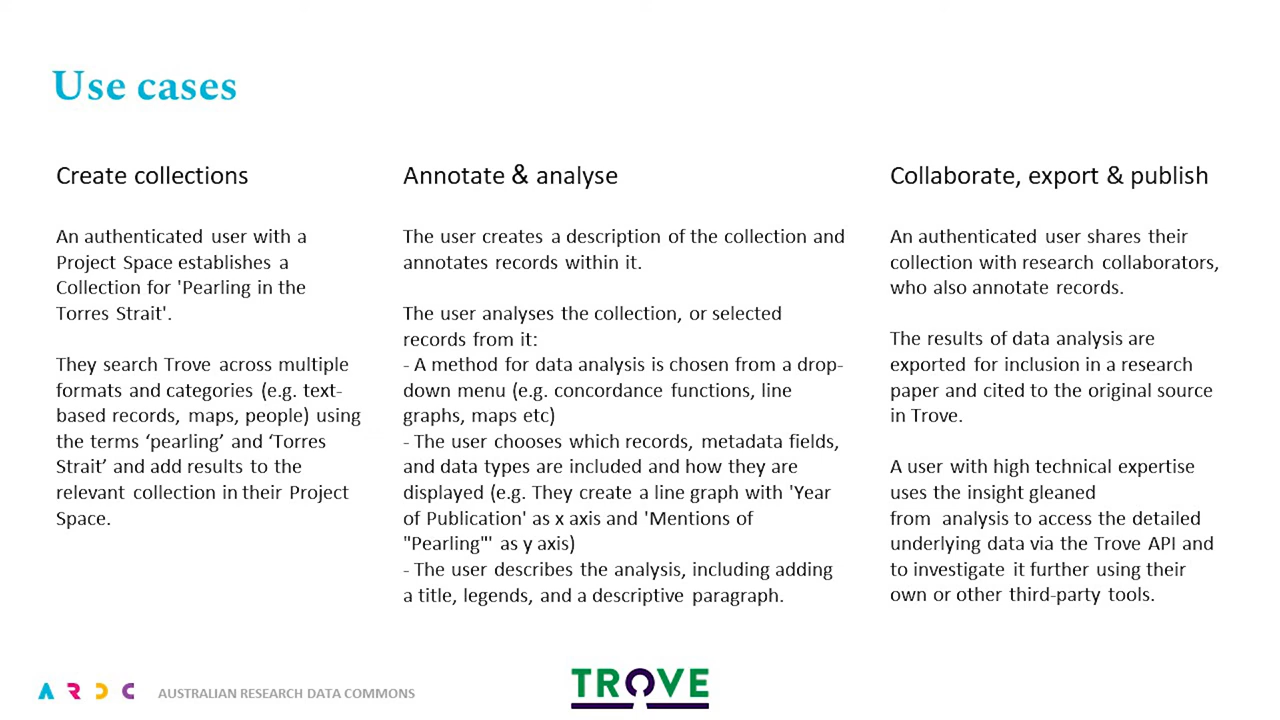 Use cases
Create collections
An authenticated user with a
Project Space establishes a
Collection for 'Pearling in the
Torres Strait'.
They search Trove across multiple
formats and categories (e.g. text-
based records, maps, people) using
the terms ‘pearling’ and ‘Torres
Strait’ and add results to the
relevant collection in their Project
Space.
Annotate & analyse
The user creates a description of the collection and
annotates records within it.
The user analyses the collection, or selected
records from it:
- A method for data analysis is chosen from a drop-
down menu (e.g. concordance functions, line
graphs, maps etc)
- The user chooses which records, metadata fields,
and data types are included and how they are
displayed (e.g. They create a line graph with 'Year
of Publication' as x axis and 'Mentions of
"Pearling"' as y axis)
- The user describes the analysis, including adding
a title, legends, and a descriptive paragraph.
Collaborate, export & publish
An authenticated user shares their
collection with research collaborators,
who also annotate records.
The results of data analysis are
exported for inclusion in a research
paper and cited to the original source
in Trove.
A user with high technical expertise
uses the insight gleaned
from analysis to access the detailed
underlying data via the Trove API and
to investigate it further using their
own or other third-party tools.
ARDC AUSTRALIAN RESEARCH DATA COMMONS
TROVE